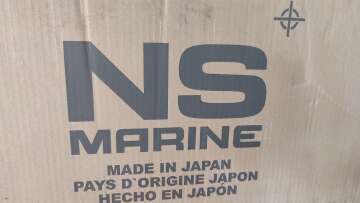 NS
MARINE
MADE IN JAPAN
PAYS D`ORIGINE JAPON
HECHO EN JAPÓN